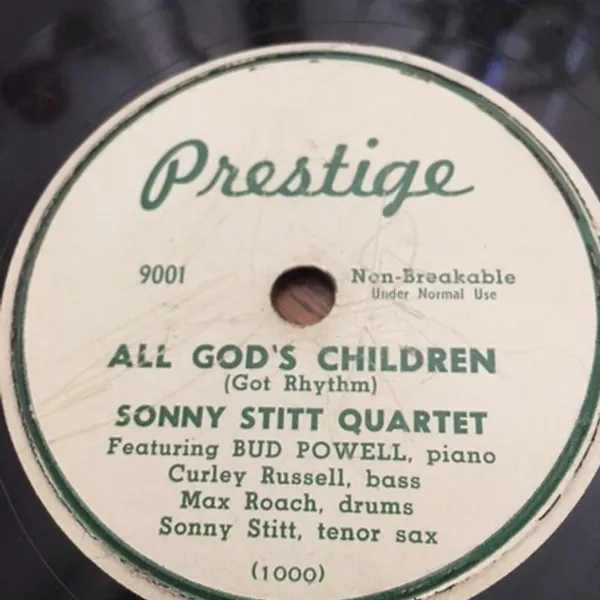 Prestige
9001
Non-Breakable
Under Normal Use
ALL GOD'S CHILDREN
(Got Rhythm)
SONNY STITT QUARTET
Featuring BUD POWELL, piano
Curley Russell, bass
Max Roach, drums
Sonny Stitt, tenor sax
(1000)